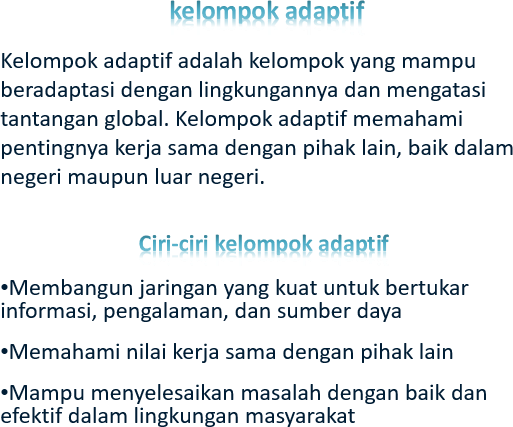 kelompok adaptif
Kelompok adaptif adalah kelompok yang mampu
beradaptasi dengan lingkungannya dan mengatasi
tantangan global. Kelompok adaptif memahami
pentingnya kerja sama dengan pihak lain, baik dalam
negeri maupun luar negeri.
Ciri-ciri kelompok adaptif
•Membangun jaringan yang kuat untuk bertukar
informasi, pengalaman, dan sumber daya
•Memahami nilai kerja sama dengan pihak lain
•Mampu menyelesaikan masalah dengan baik dan
efektif dalam lingkungan masyarakat